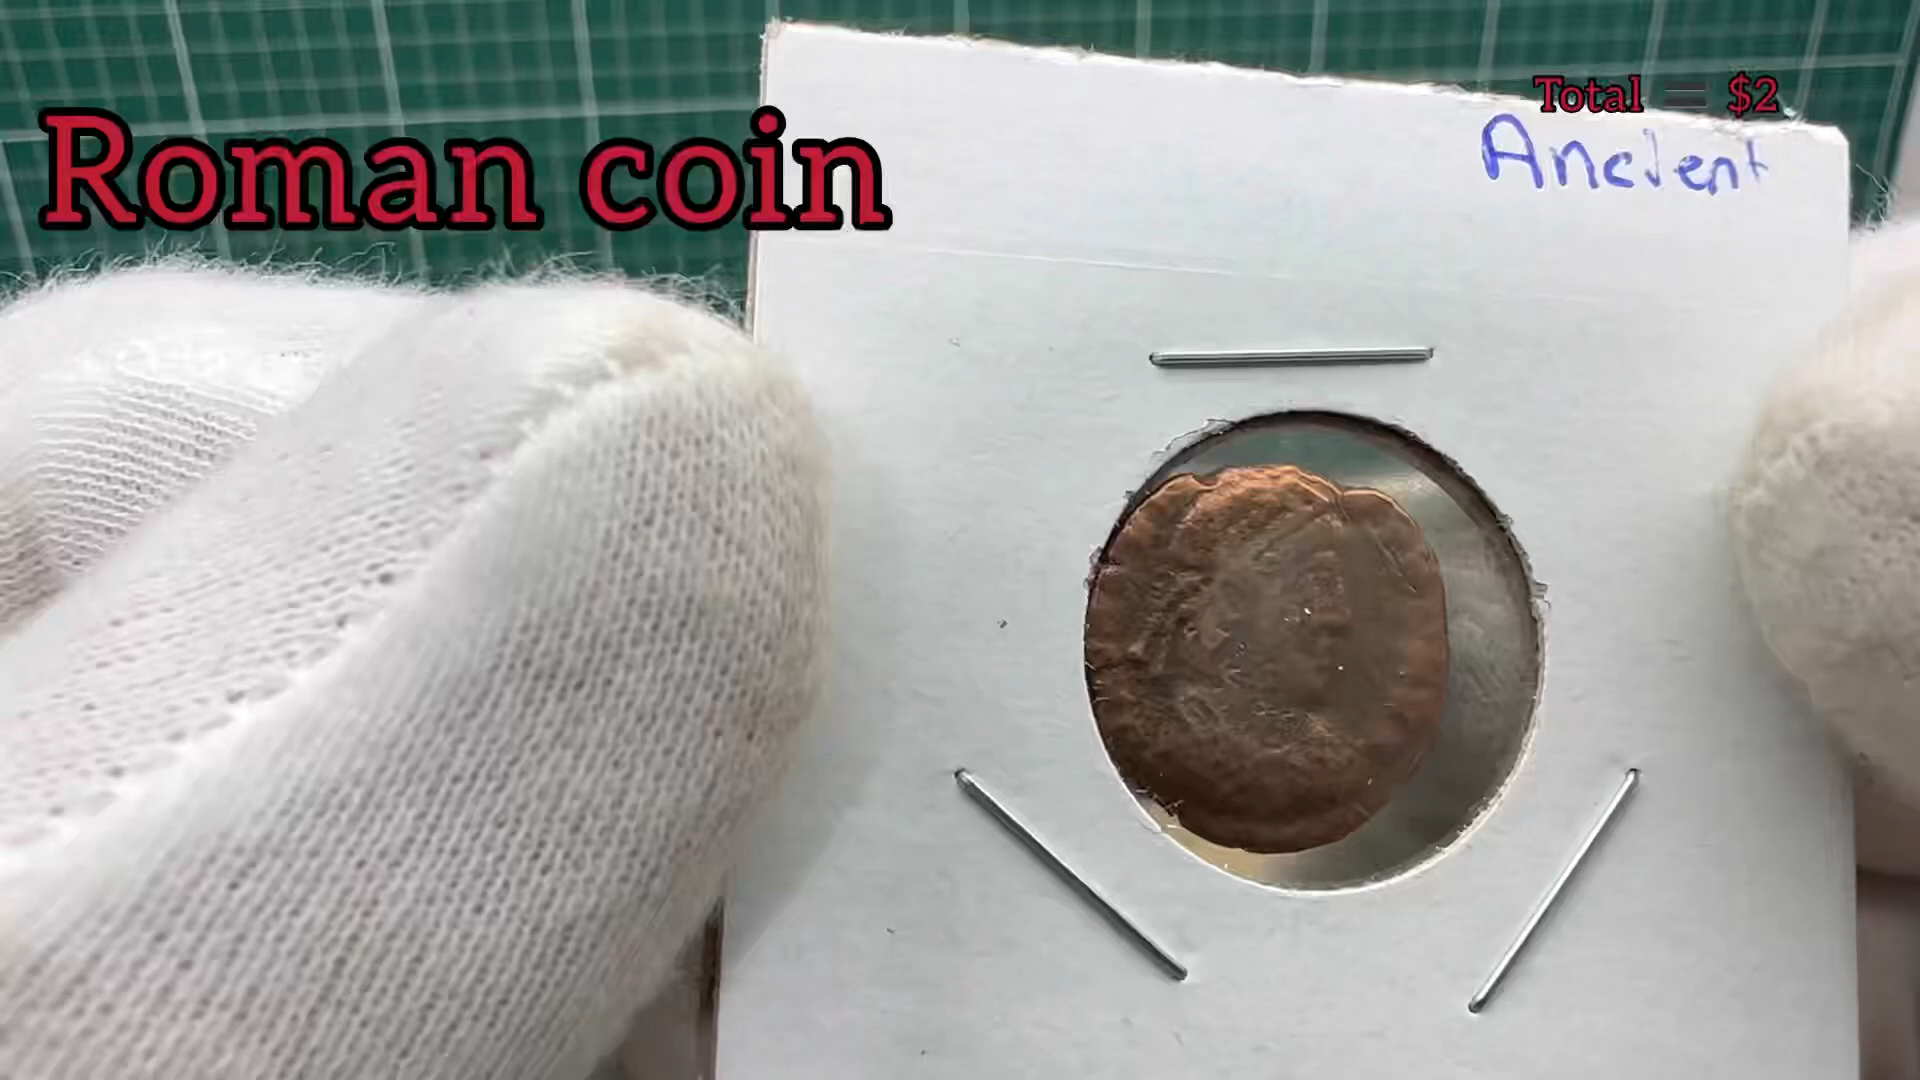 Total = $2
Roman coin
Ancient